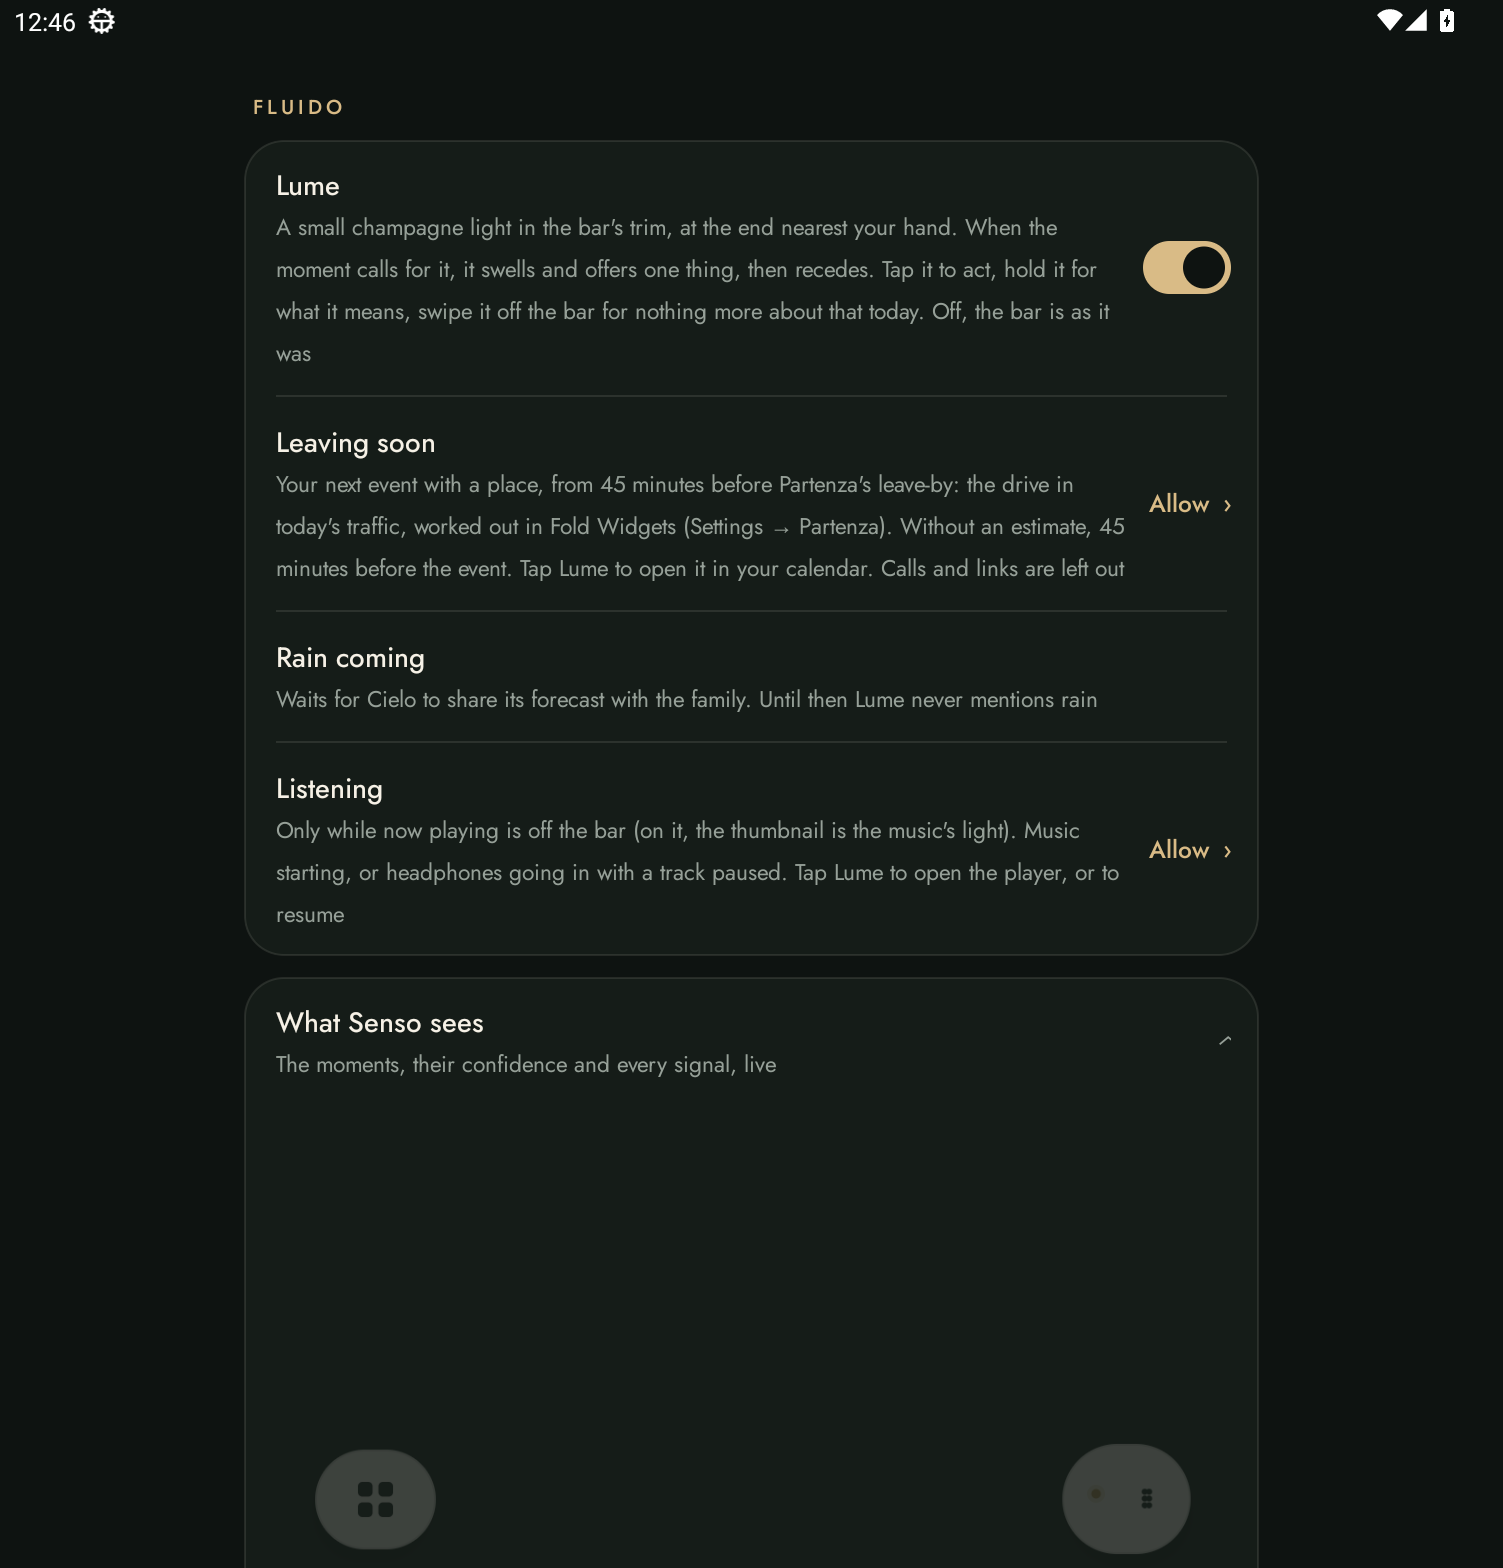 12:46
FLUIDO
Lume
A small champagne light in the bar's trim, at the end nearest your hand. When the
moment calls for it, it swells and offers one thing, then recedes. Tap it to act, hold it for
what it means, swipe it off the bar for nothing more about that today. Off, the bar is as it
was
Leaving soon
Your next event with a place, from 45 minutes before Partenza's leave-by: the drive in
today's traffic, worked out in Fold Widgets (Settings → Partenza). Without an estimate, 45
minutes before the event. Tap Lume to open it in your calendar. Calls and links are left out
Allow ›
Rain coming
Waits for Cielo to share its forecast with the family. Until then Lume never mentions rain
Listening
Only while now playing is off the bar (on it, the thumbnail is the music's light). Music
starting, or headphones going in with a track paused. Tap Lume to open the player, or to
resume
Allow ›
What Senso sees
The moments, their confidence and every signal, live